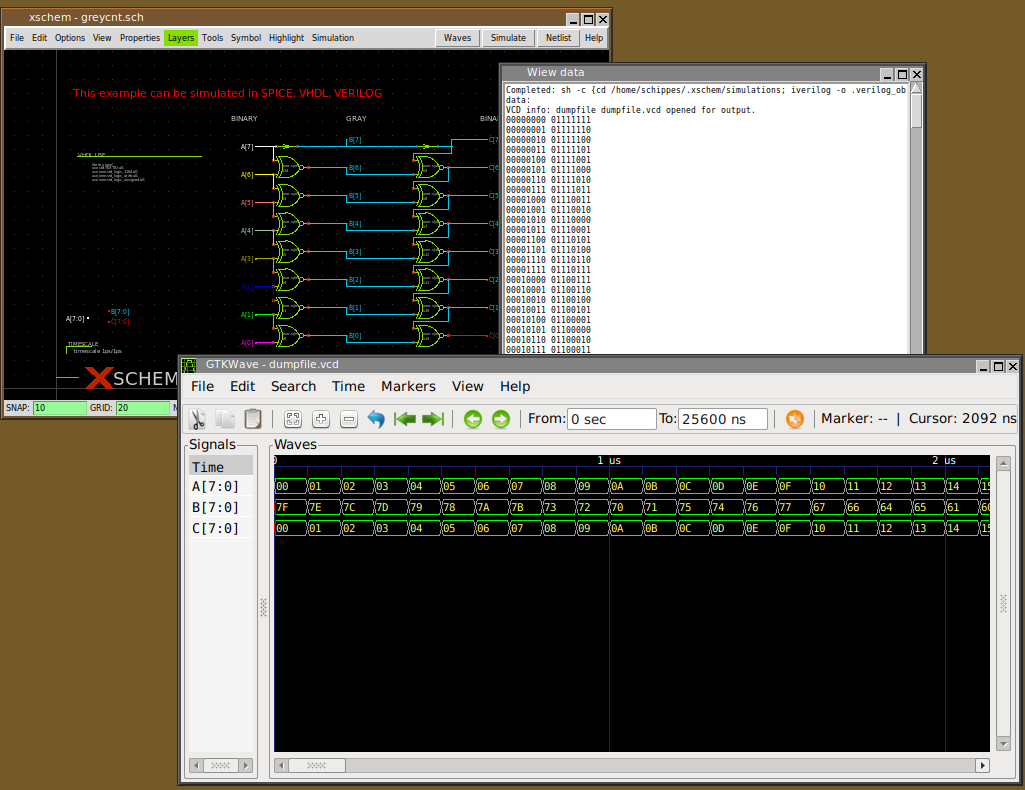 xschem - greycnt.sch
File Edit Options View Properties Layers Tools Symbol Highlight Simulation Waves Simulate Netlist Help
This example can be simulated in SPICE, VHDL, VERILOG
BINARY GRAY BINA
A[7] B[7]
A[6] B[6]
A[5] B[5]
A[4] B[4]
A[3] B[3]
A[2] B[2]
A[1] B[1]
A[0] B[0]
A[7:0] B[7:0]
C[7:0]
TIMESCALE
`timescale 1ps/1ps
XSCHEM
SNAP: 10 GRID: 20
Wiew data
Completed: sh -c {cd /home/schippes/.xschem/simulations; iverilog -o .verilog_ob
data:
VCD info: dumpfile dumpfile.vcd opened for output.
00000000 01111111
00000001 01111110
00000010 01111100
00000011 01111101
00000100 01111001
00000101 01111000
00000110 01111010
00000111 01111011
00001000 01110011
00001001 01110010
00001010 01110000
00001011 01110001
00001100 01110101
00001101 01110100
00001110 01110110
00001111 01110111
00010000 01100111
00010001 01100110
00010010 01100100
00010011 01100101
00010100 01100001
00010101 01100000
00010110 01100010
00010111 01100011
GTKWave - dumpfile.vcd
File Edit Search Time Markers View Help
From: 0 sec To: 25600 ns Marker: -- | Cursor: 2092 ns
Signals Waves
Time 0 1 us 2 us
A[7:0] 00 01 02 03 04 05 06 07 08 09 0A 0B 0C 0D 0E 0F 10 11 12 13 14 15
B[7:0] 7F 7E 7C 7D 79 78 7A 7B 73 72 70 71 75 74 76 77 67 66 64 65 61 60
C[7:0] 00 01 02 03 04 05 06 07 08 09 0A 0B 0C 0D 0E 0F 10 11 12 13 14 15